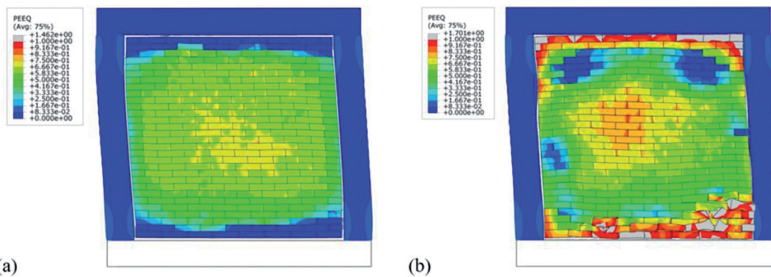 PEEQ
(Avg: 75%)
+1.462e+00
+1.000e+00
+9.167e-01
+8.333e-01
+7.500e-01
+6.667e-01
+5.833e-01
+5.000e-01
+4.167e-01
+3.333e-01
+2.500e-01
+1.667e-01
+8.333e-02
+0.000e+00
(a)
PEEQ
(Avg: 75%)
+1.701e+00
+1.000e+00
+9.167e-01
+8.333e-01
+7.500e-01
+6.667e-01
+5.833e-01
+5.000e-01
+4.167e-01
+3.333e-01
+2.500e-01
+1.667e-01
+8.333e-02
+0.000e+00
(b)